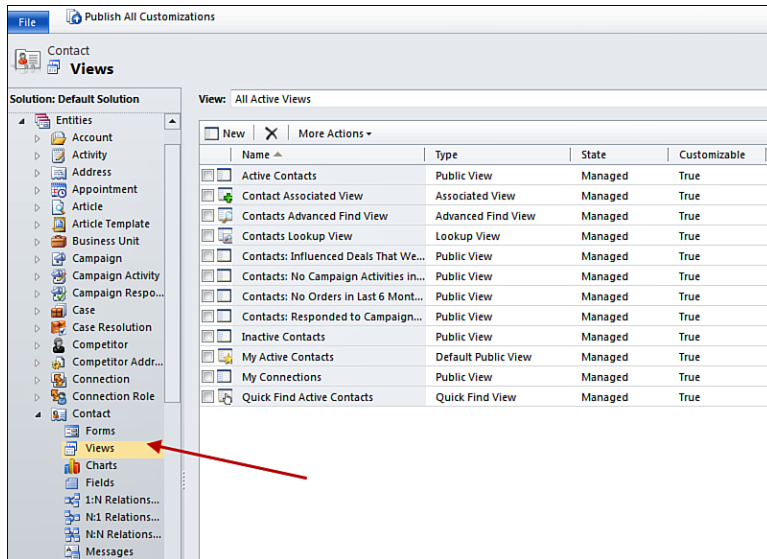 File
Publish All Customizations
Contact
Views
Solution: Default Solution
Entities
Account
Activity
Address
Appointment
Article
Article Template
Business Unit
Campaign
Campaign Activity
Campaign Respo...
Case
Case Resolution
Competitor
Competitor Addr...
Connection
Connection Role
Contact
Forms
Views
Charts
Fields
1:N Relations...
N:1 Relations...
N:N Relations...
Messages
View: All Active Views
New More Actions
Name Type State Customizable
Active Contacts Public View Managed True
Contact Associated View Associated View Managed True
Contacts Advanced Find View Advanced Find View Managed True
Contacts Lookup View Lookup View Managed True
Contacts: Influenced Deals That We... Public View Managed True
Contacts: No Campaign Activities in... Public View Managed True
Contacts: No Orders in Last 6 Mont... Public View Managed True
Contacts: Responded to Campaign... Public View Managed True
Inactive Contacts Public View Managed True
My Active Contacts Default Public View Managed True
My Connections Public View Managed True
Quick Find Active Contacts Quick Find View Managed True